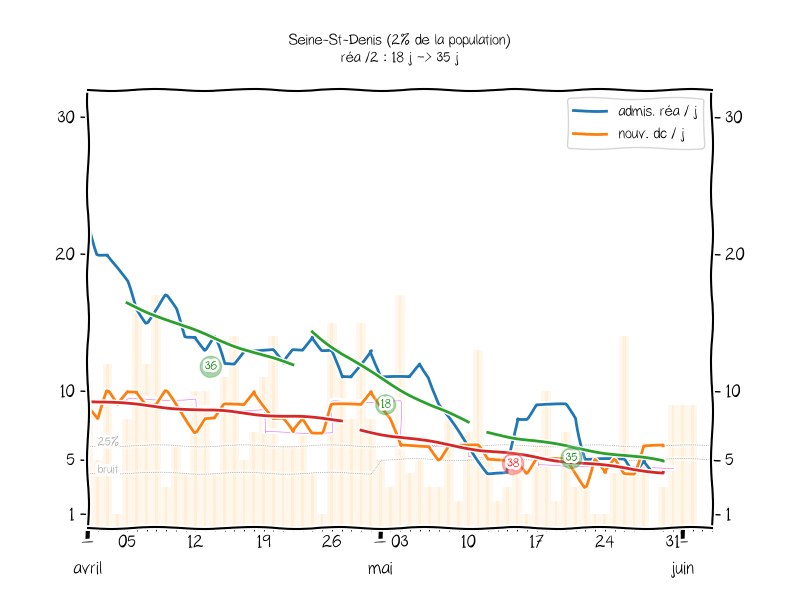 Seine-St-Denis (2% de la population)
réa /2 : 18 j -> 35 j
admis. réa / j
nouv. dc / j
30
30
20
20
36
18
10
10
25%
35
38
5
5
bruit
1
1
05 12 19 26 03 10 17 24 31
avril mai juin